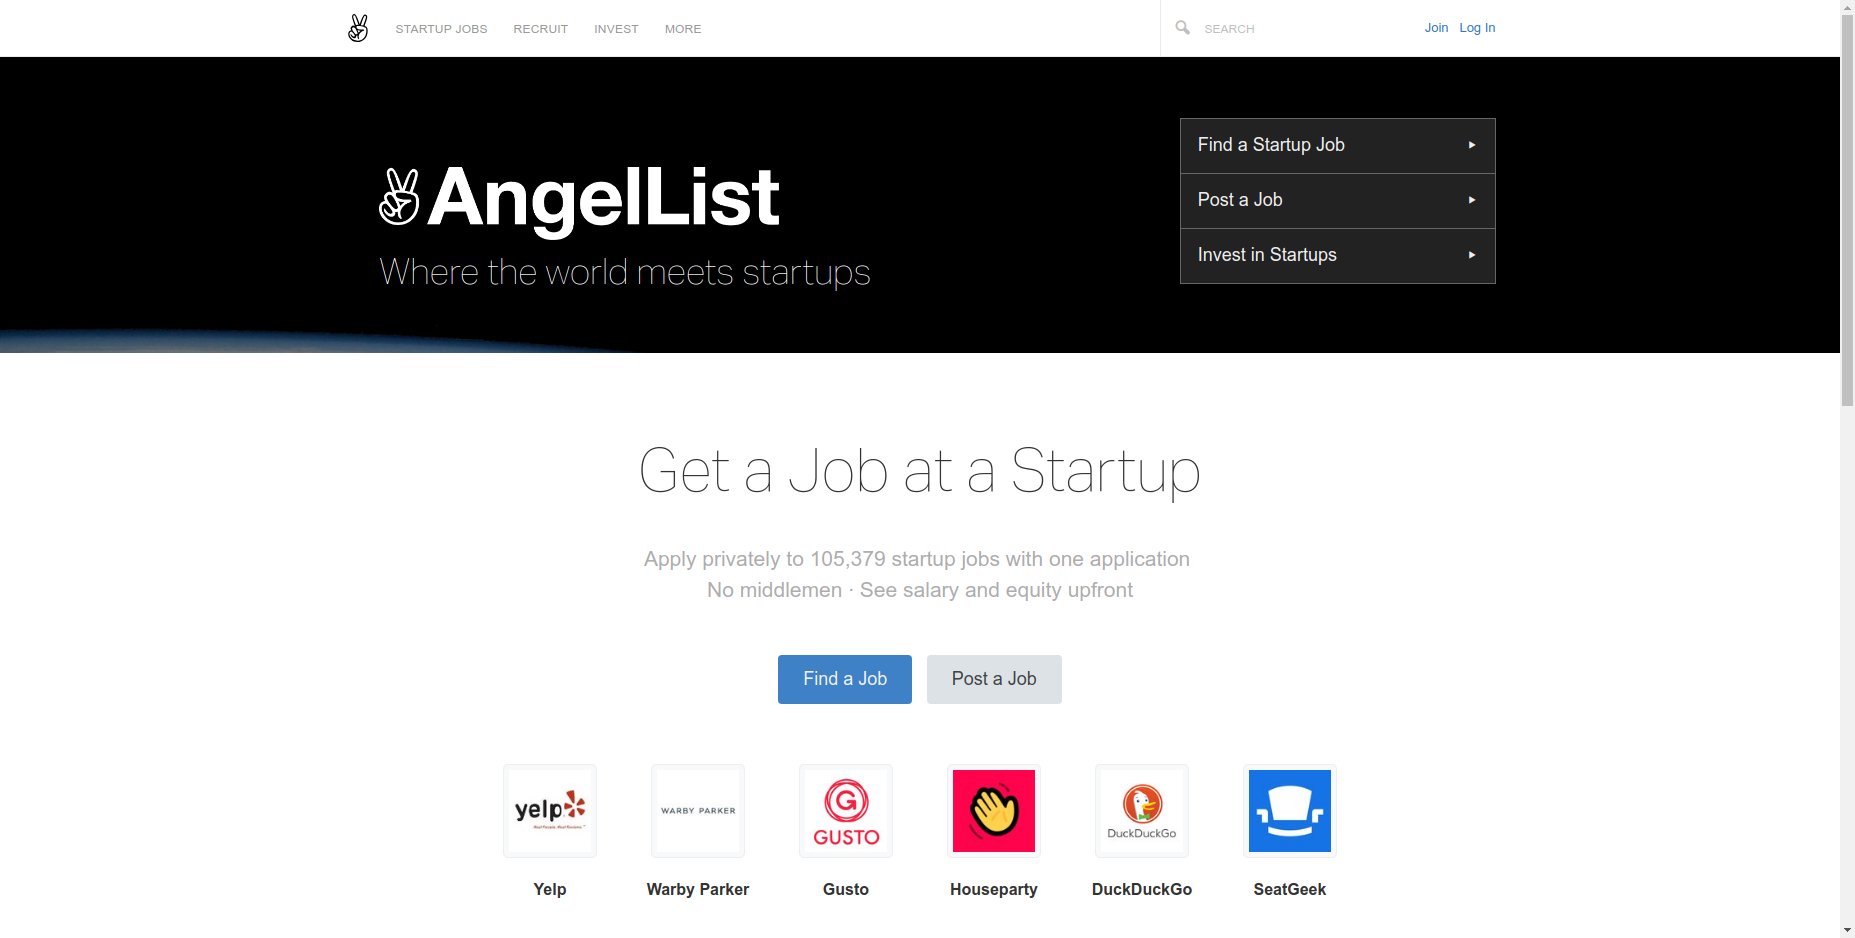 STARTUP JOBS RECRUIT INVEST MORE SEARCH Join Log In
AngelList
Where the world meets startups
Find a Startup Job
Post a Job
Invest in Startups
Get a Job at a Startup
Apply privately to 105,379 startup jobs with one application
No middlemen · See salary and equity upfront
Find a Job Post a Job
yelp
WARBY PARKER
G
GUSTO
DuckDuckGo
Yelp Warby Parker Gusto Houseparty DuckDuckGo SeatGeek